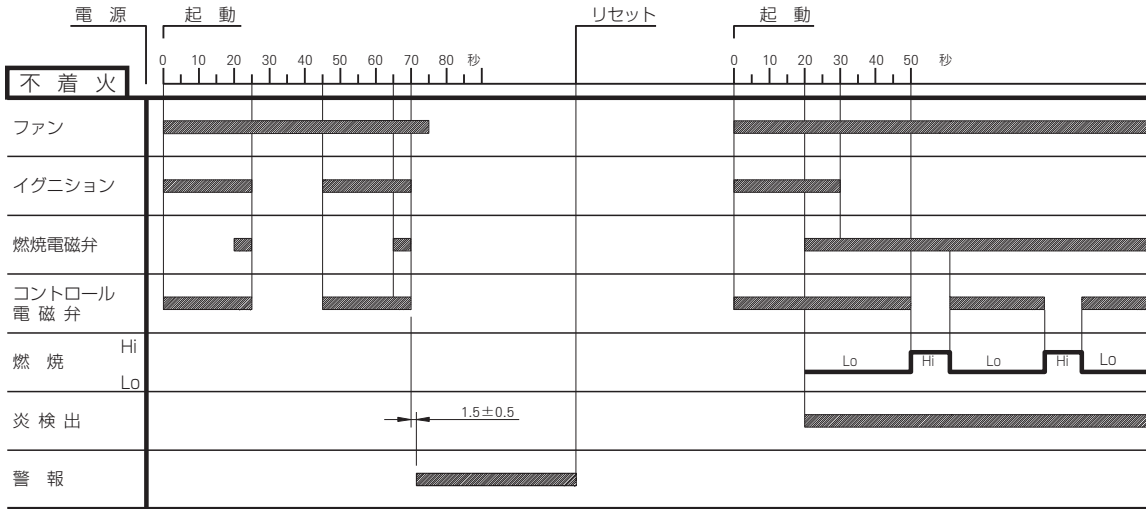 電 源 起 動 リセット 起 動
0 10 20 30 40 50 60 70 80 秒 0 10 20 30 40 50 秒
不 着 火
ファン
イグニション
燃焼電磁弁
コントロール
電 磁 弁
燃 焼 Hi
Lo
Lo Hi Lo Hi Lo
炎 検 出 1.5±0.5
警 報